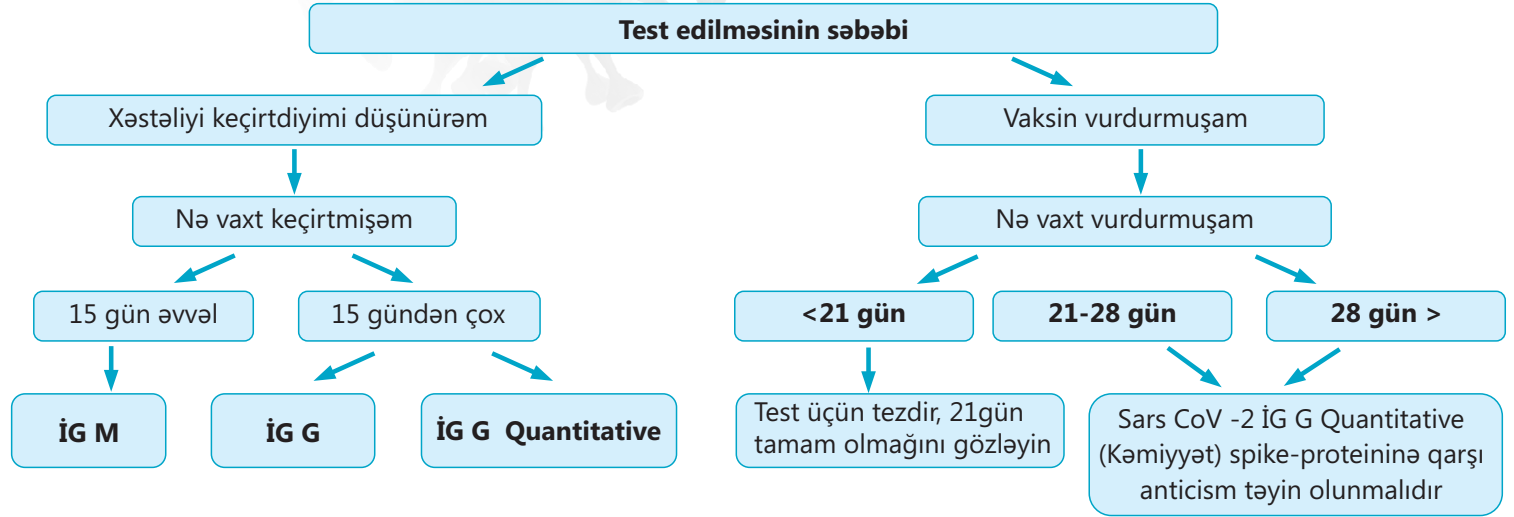 Test edilməsinin səbəbi
Xəstəliyi keçirtdiyimi düşünürəm
Vaksin vurdurmuşam
Nə vaxt keçirtmişəm
Nə vaxt vurdurmuşam
15 gün əvvəl
15 gündən çox
<21 gün
21-28 gün
28 gün >
İG M
İG G
İG G Quantitative
Test üçün tezdir, 21gün
tamam olmağını gözləyin
Sars CoV -2 İG G Quantitative
(Kəmiyyət) spike-proteininə qarşı
anticism təyin olunmalıdır